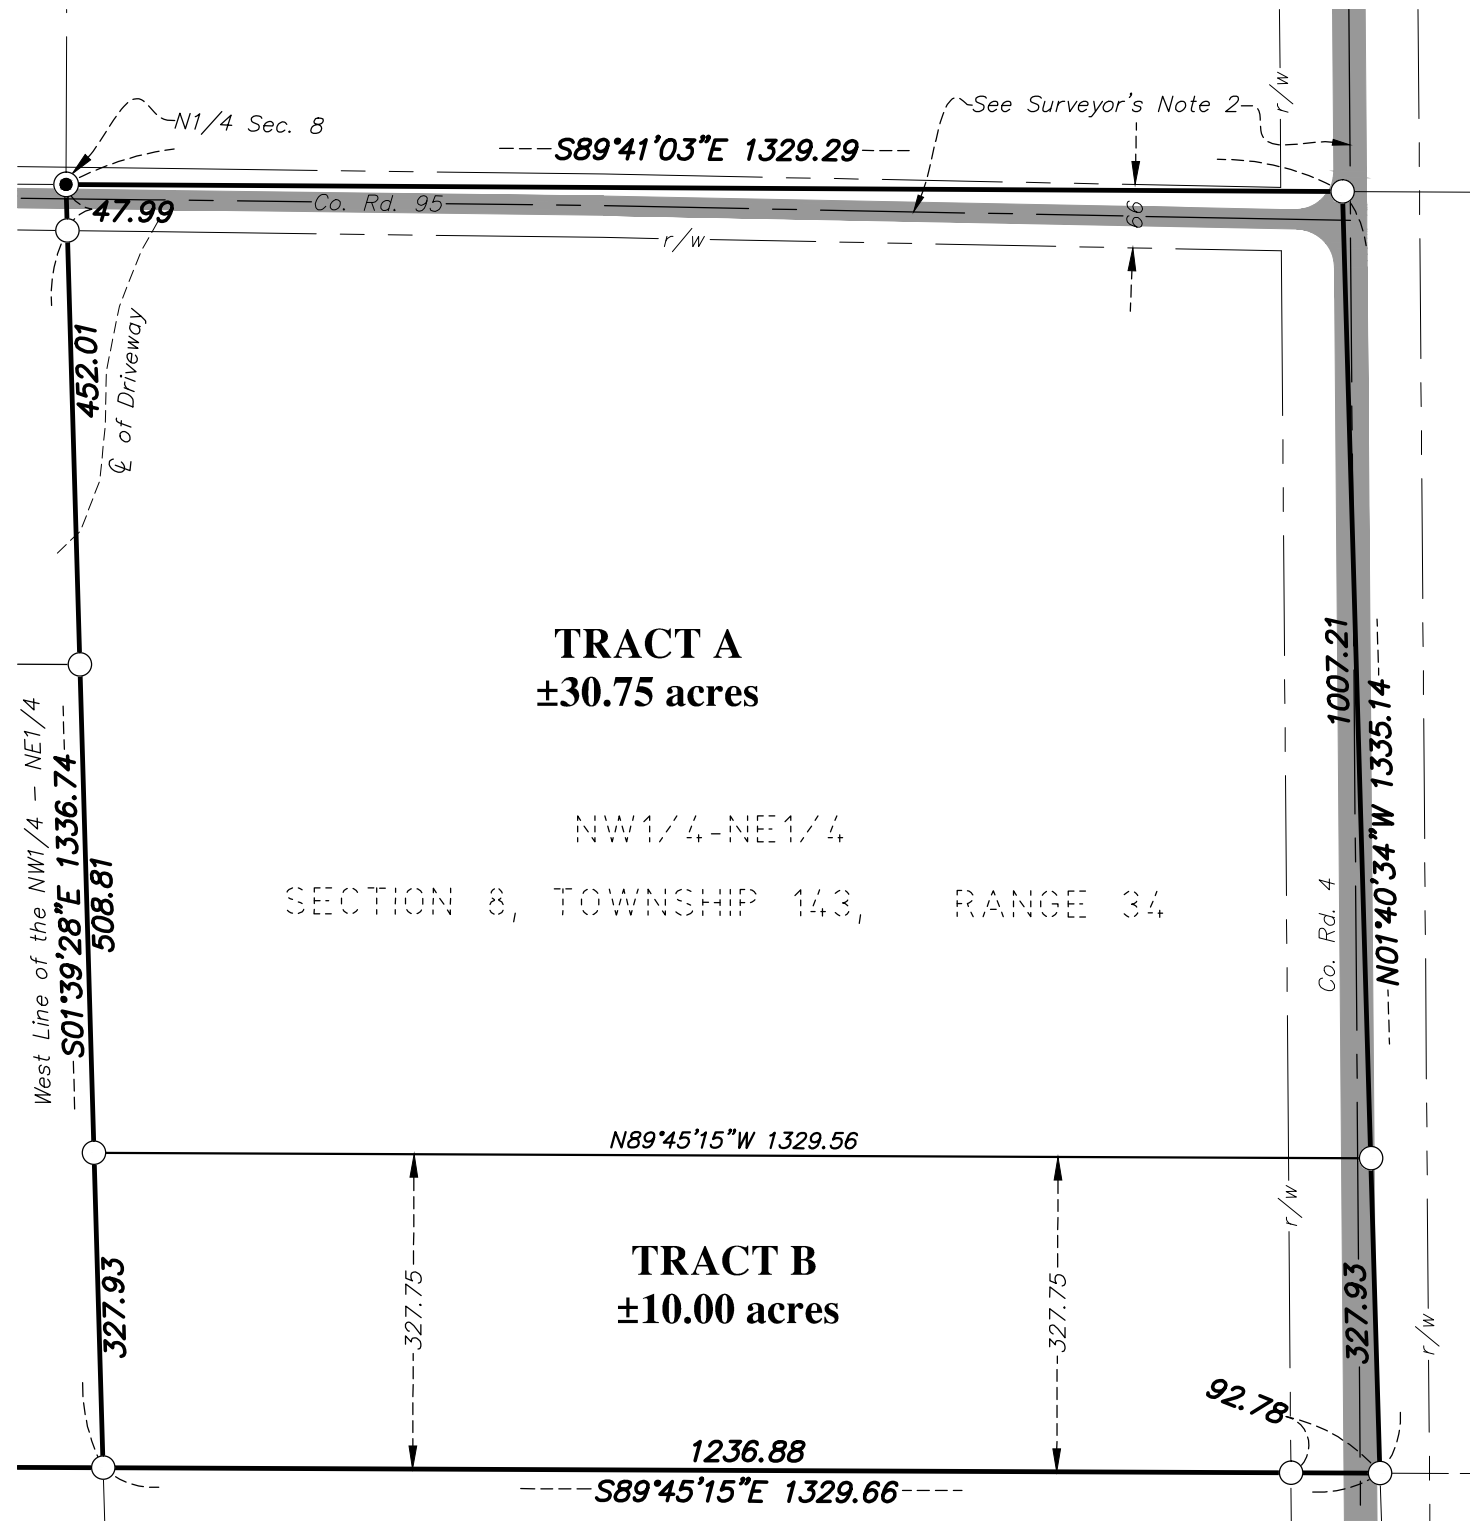 N1/4 Sec. 8
See Surveyor's Note 2
r/w
S89°41'03"E 1329.29
Co. Rd. 95
47.99
66
r/w
452.01
℄ of Driveway
TRACT A
±30.75 acres
1007.21
N01°40'34"W 1335.14
West Line of the NW1/4 - NE1/4
S01°39'28"E 1336.74
508.81
NW1/4-NE1/4
SECTION 8, TOWNSHIP 143, RANGE 34
Co. Rd. 4
N89°45'15"W 1329.56
r/w
TRACT B
±10.00 acres
327.93
327.75
327.75
327.93
r/w
92.78
1236.88
S89°45'15"E 1329.66